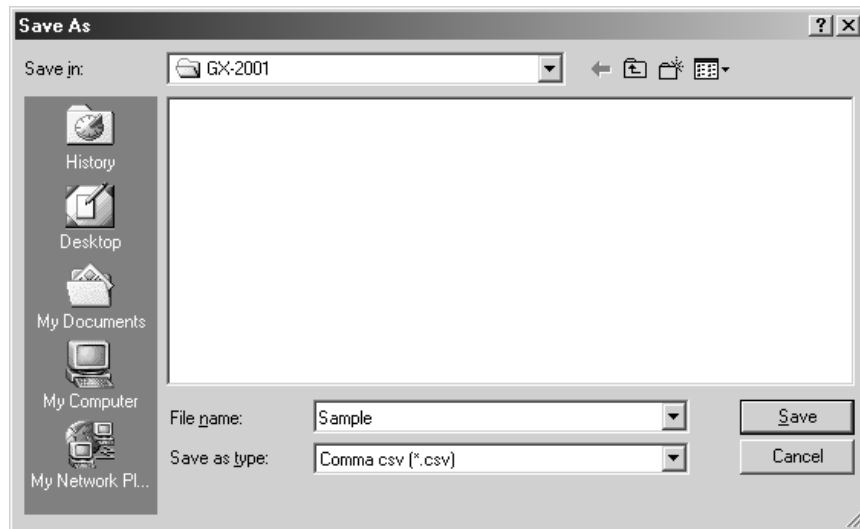 Save As
Save in:
GX-2001
History
Desktop
My Documents
My Computer
My Network Pl...
File name:
Sample
Save
Save as type:
Comma csv (*.csv)
Cancel